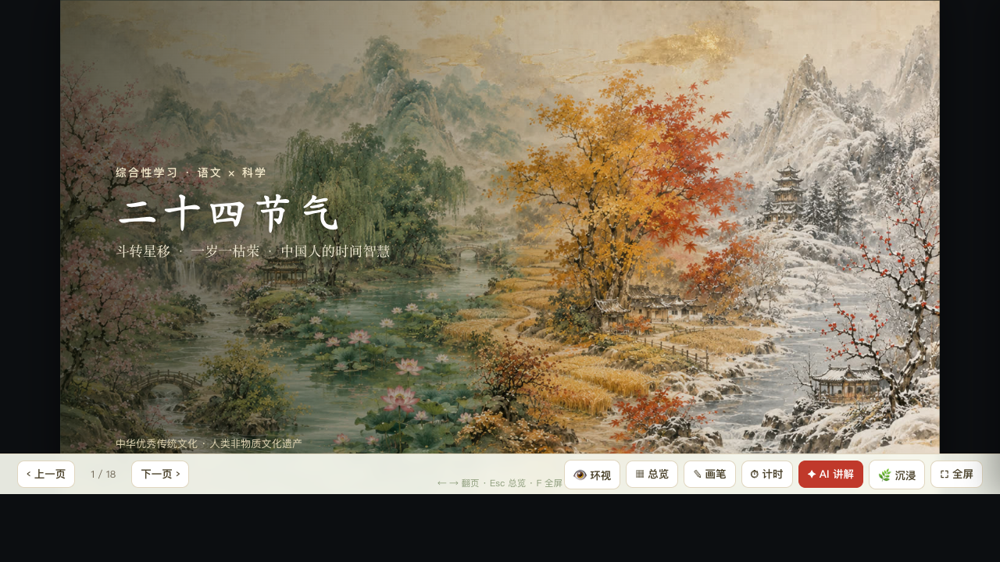 综合性学习 · 语文 × 科学
二十四节气
斗转星移 · 一岁一枯荣 · 中国人的时间智慧
中华优秀传统文化 · 人类非物质文化遗产
‹ 上一页 1 / 18 下一页 ›
← → 翻页 · Esc 总览 · F 全屏
环视 总览 画笔 计时 AI 讲解 沉浸 全屏